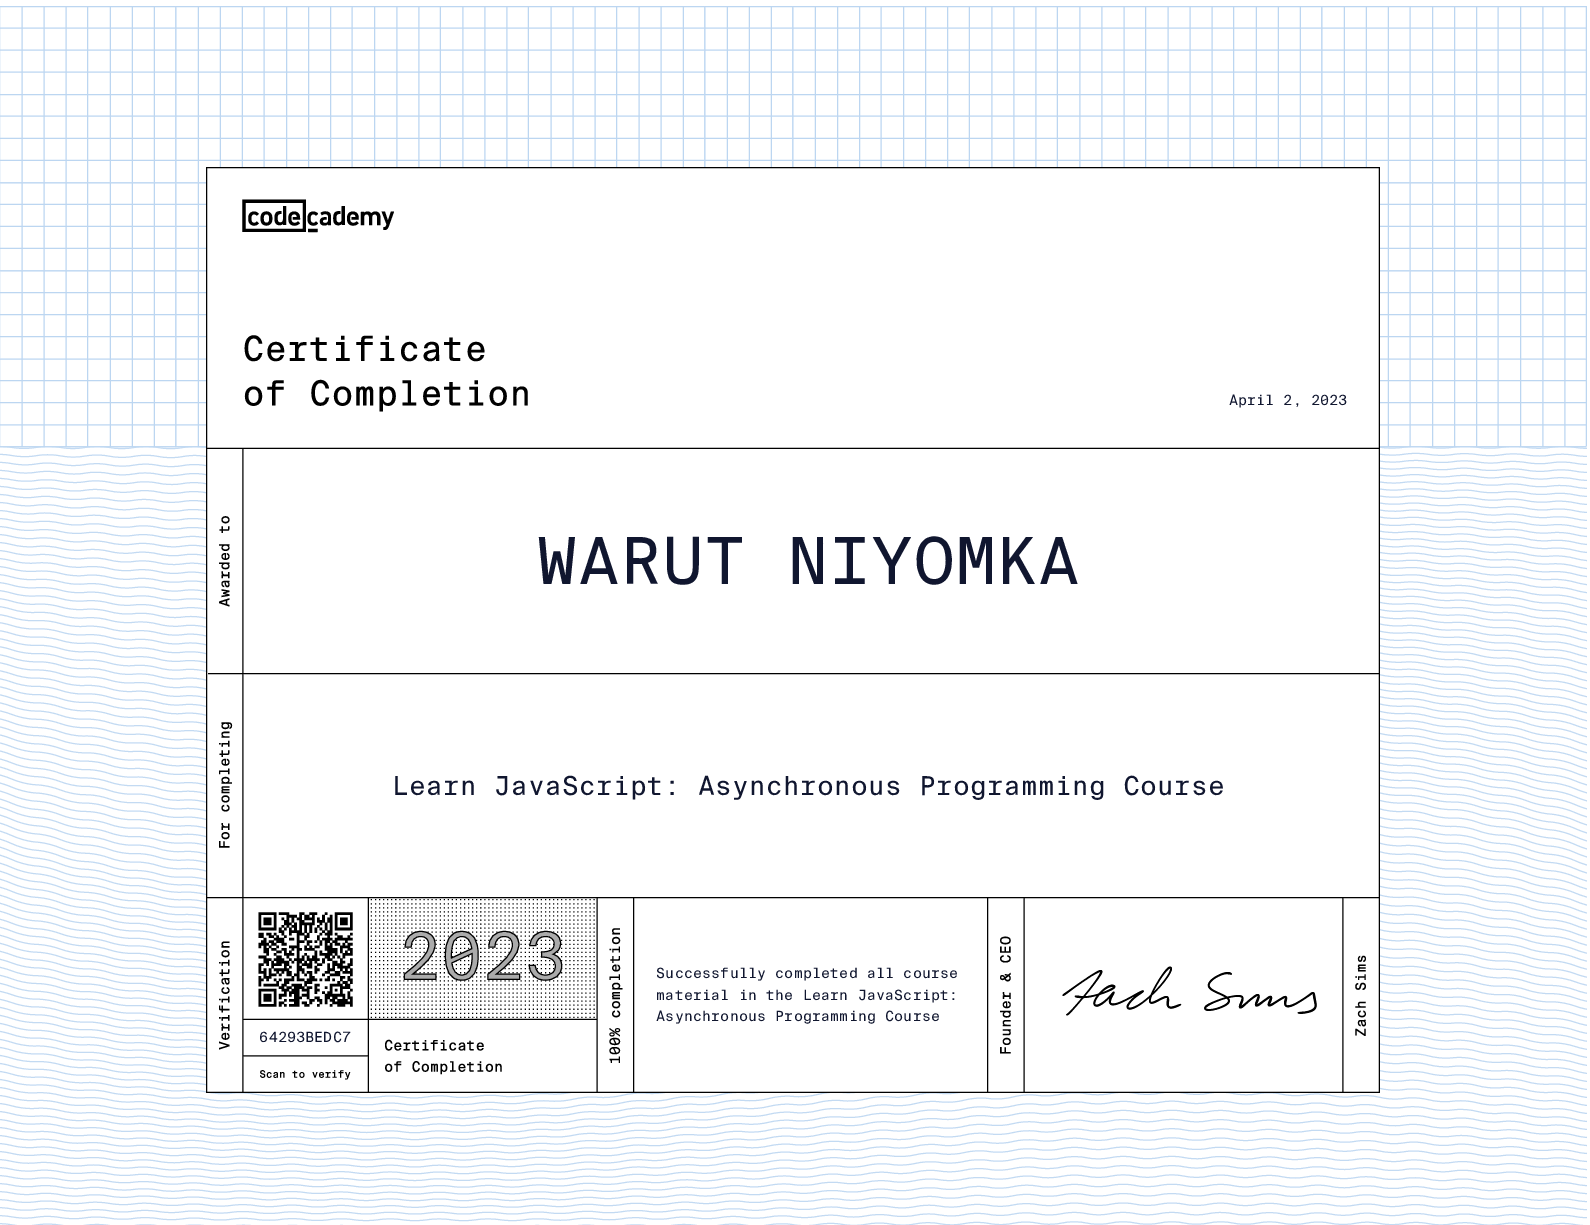 codecademy
Certificate
of Completion
April 2, 2023
Awarded to
WARUT NIYOMKA
For completing
Learn JavaScript: Asynchronous Programming Course
Verification
64293BEDC7
Scan to verify
2023
Certificate
of Completion
100% completion
Successfully completed all course
material in the Learn JavaScript:
Asynchronous Programming Course
Founder & CEO
Zach Sims
Zach Sims